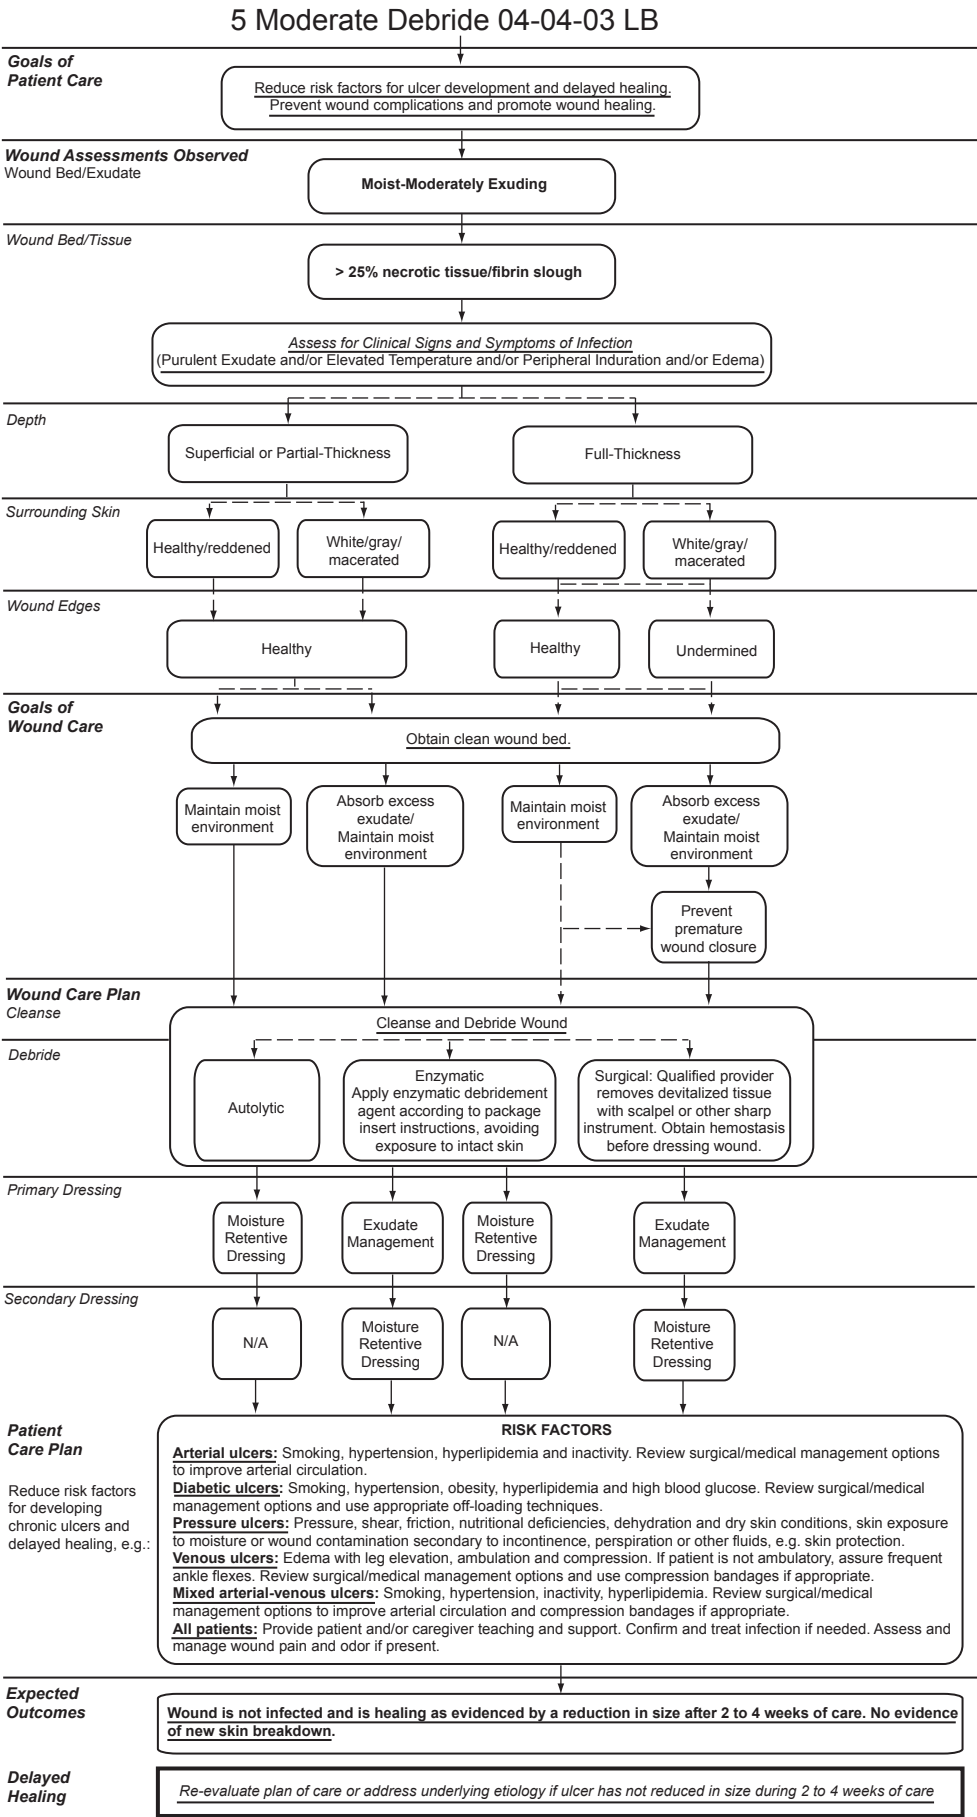 5 Moderate Debride 04-04-03 LB
Goals of
Patient Care
Reduce risk factors for ulcer development and delayed healing.
Prevent wound complications and promote wound healing.
Wound Assessments Observed
Wound Bed/Exudate
Moist-Moderately Exuding
Wound Bed/Tissue
> 25% necrotic tissue/fibrin slough
Assess for Clinical Signs and Symptoms of Infection
(Purulent Exudate and/or Elevated Temperature and/or Peripheral Induration and/or Edema)
Depth
Superficial or Partial-Thickness
Full-Thickness
Surrounding Skin
Healthy/reddened
White/gray/
macerated
Healthy/reddened
White/gray/
macerated
Wound Edges
Healthy
Healthy
Undermined
Goals of
Wound Care
Obtain clean wound bed.
Maintain moist
environment
Absorb excess
exudate/
Maintain moist
environment
Maintain moist
environment
Absorb excess
exudate/
Maintain moist
environment
Prevent
premature
wound closure
Wound Care Plan
Cleanse
Cleanse and Debride Wound
Debride
Autolytic
Enzymatic
Apply enzymatic debridement
agent according to package
insert instructions, avoiding
exposure to intact skin
Surgical: Qualified provider
removes devitalized tissue
with scalpel or other sharp
instrument. Obtain hemostasis
before dressing wound.
Primary Dressing
Moisture
Retentive
Dressing
Exudate
Management
Moisture
Retentive
Dressing
Exudate
Management
Secondary Dressing
N/A
Moisture
Retentive
Dressing
N/A
Moisture
Retentive
Dressing
Patient
Care Plan
Reduce risk factors
for developing
chronic ulcers and
delayed healing, e.g.:
RISK FACTORS
Arterial ulcers: Smoking, hypertension, hyperlipidemia and inactivity. Review surgical/medical management options
to improve arterial circulation.
Diabetic ulcers: Smoking, hypertension, obesity, hyperlipidemia and high blood glucose. Review surgical/medical
management options and use appropriate off-loading techniques.
Pressure ulcers: Pressure, shear, friction, nutritional deficiencies, dehydration and dry skin conditions, skin exposure
to moisture or wound contamination secondary to incontinence, perspiration or other fluids, e.g. skin protection.
Venous ulcers: Edema with leg elevation, ambulation and compression. If patient is not ambulatory, assure frequent
ankle flexes. Review surgical/medical management options and use compression bandages if appropriate.
Mixed arterial-venous ulcers: Smoking, hypertension, inactivity, hyperlipidemia. Review surgical/medical
management options to improve arterial circulation and compression bandages if appropriate.
All patients: Provide patient and/or caregiver teaching and support. Confirm and treat infection if needed. Assess and
manage wound pain and odor if present.
Expected
Outcomes
Wound is not infected and is healing as evidenced by a reduction in size after 2 to 4 weeks of care. No evidence
of new skin breakdown.
Delayed
Healing
Re-evaluate plan of care or address underlying etiology if ulcer has not reduced in size during 2 to 4 weeks of care